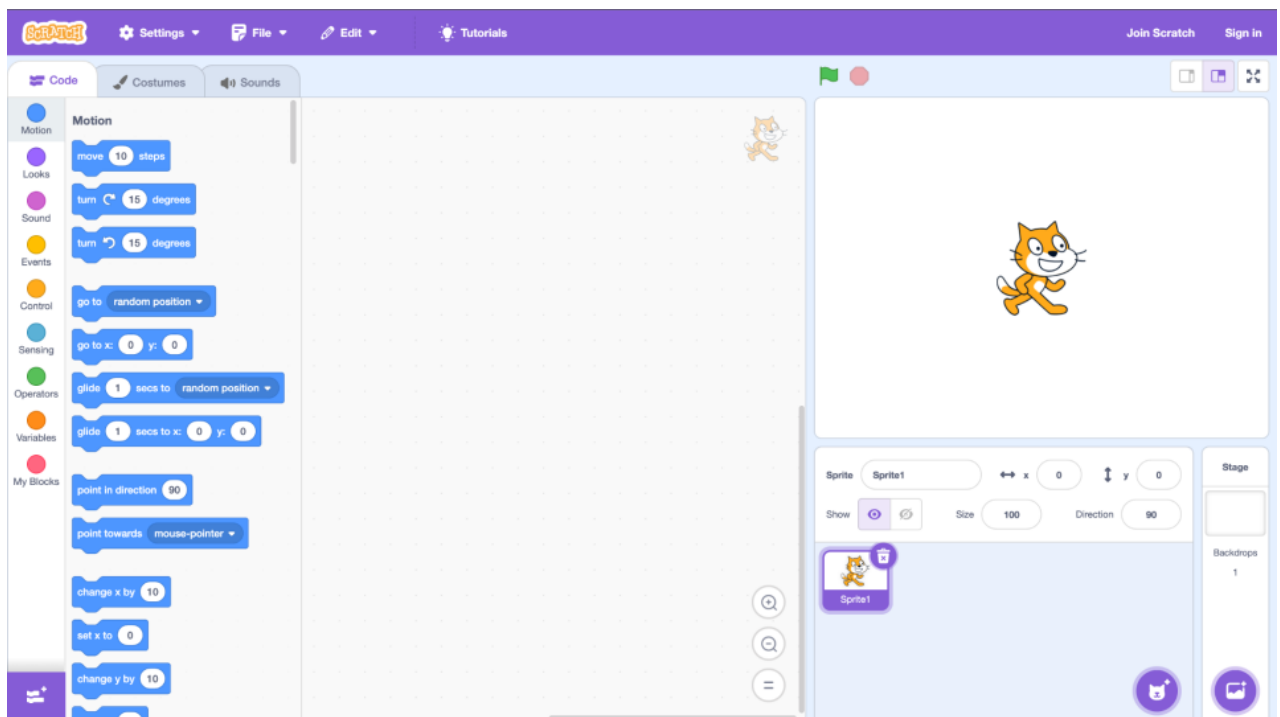 SCRATCH
Settings
File
Edit
Tutorials
Join Scratch
Sign in
Code
Costumes
Sounds
Motion
Looks
Sound
Events
Control
Sensing
Operators
Variables
My Blocks
Motion
move 10 steps
turn 15 degrees
turn 15 degrees
go to random position
go to x: 0 y: 0
glide 1 secs to random position
glide 1 secs to x: 0 y: 0
point in direction 90
point towards mouse-pointer
change x by 10
set x to 0
change y by 10
Sprite Sprite1 x 0 y 0
Show Size 100 Direction 90
Sprite1
Stage
Backdrops
1